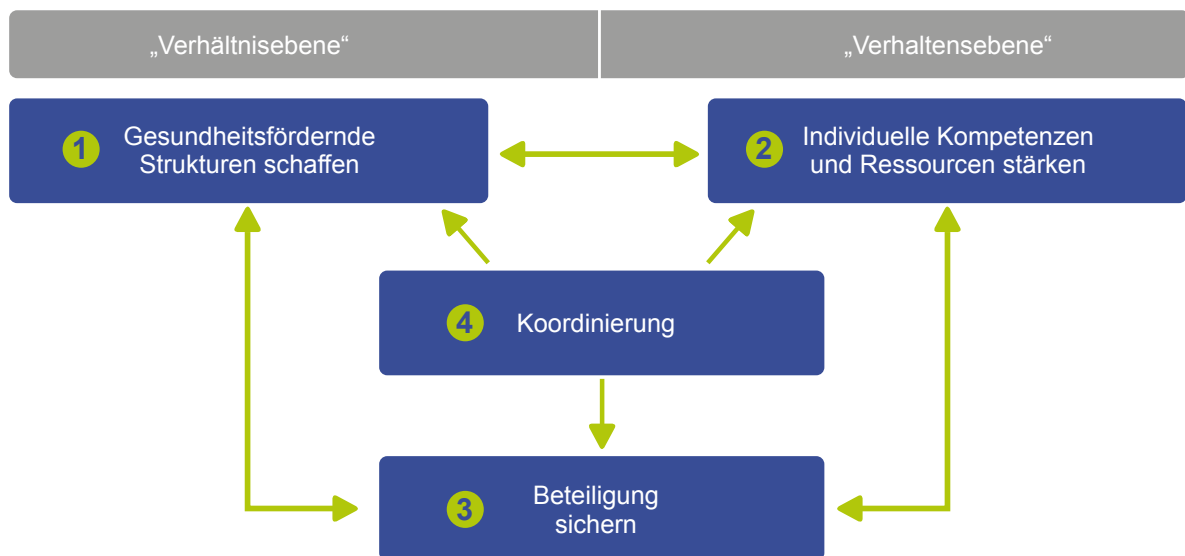 „Verhältnisebene“
„Verhaltensebene“
1 Gesundheitsfördernde
Strukturen schaffen
2 Individuelle Kompetenzen
und Ressourcen stärken
4 Koordinierung
3 Beteiligung
sichern